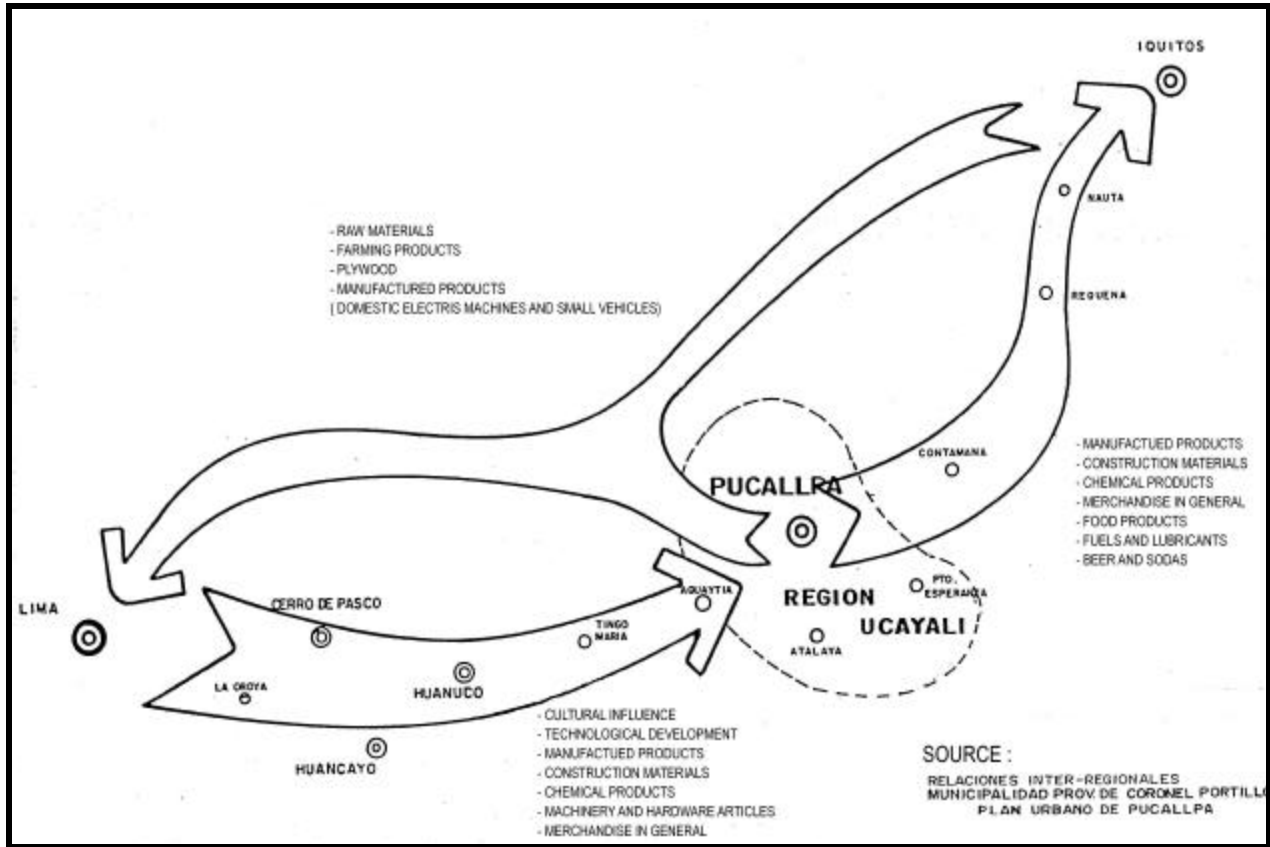 IQUITOS
NAUTA
REQUENA
- RAW MATERIALS
- FARMING PRODUCTS
- PLYWOOD
- MANUFACTURED PRODUCTS
( DOMESTIC ELECTRIS MACHINES AND SMALL VEHICLES)
CONTAMANA
- MANUFACTUED PRODUCTS
- CONSTRUCTION MATERIALS
- CHEMICAL PRODUCTS
- MERCHANDISE IN GENERAL
- FOOD PRODUCTS
- FUELS AND LUBRICANTS
- BEER AND SODAS
PUCALLPA
AGUAYTIA
PTO.
ESPERANZA
REGION
UCAYALI
ATALAYA
LIMA
CERRO DE PASCO
TINGO
MARIA
LA OROYA
HUANUCO
HUANCAYO
- CULTURAL INFLUENCE
- TECHNOLOGICAL DEVELOPMENT
- MANUFACTUED PRODUCTS
- CONSTRUCTION MATERIALS
- CHEMICAL PRODUCTS
- MACHINERY AND HARDWARE ARTICLES
- MERCHANDISE IN GENERAL
SOURCE :
RELACIONES INTER-REGIONALES
MUNICIPALIDAD PROV. DE CORONEL PORTILLO
PLAN URBANO DE PUCALLPA